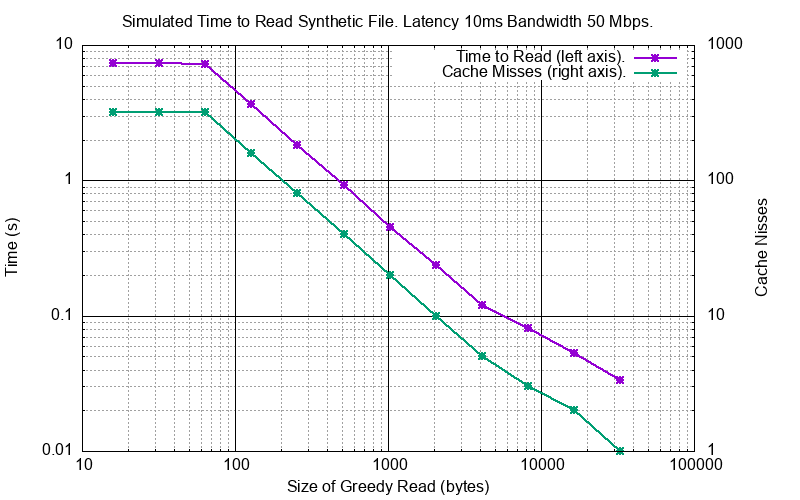 Simulated Time to Read Synthetic File. Latency 10ms Bandwidth 50 Mbps.
10
1000
Time to Read (left axis).
Cache Misses (right axis).
1
100
Time (s)
Cache Nisses
0.1
10
0.01
1
10
100
1000
10000
100000
Size of Greedy Read (bytes)